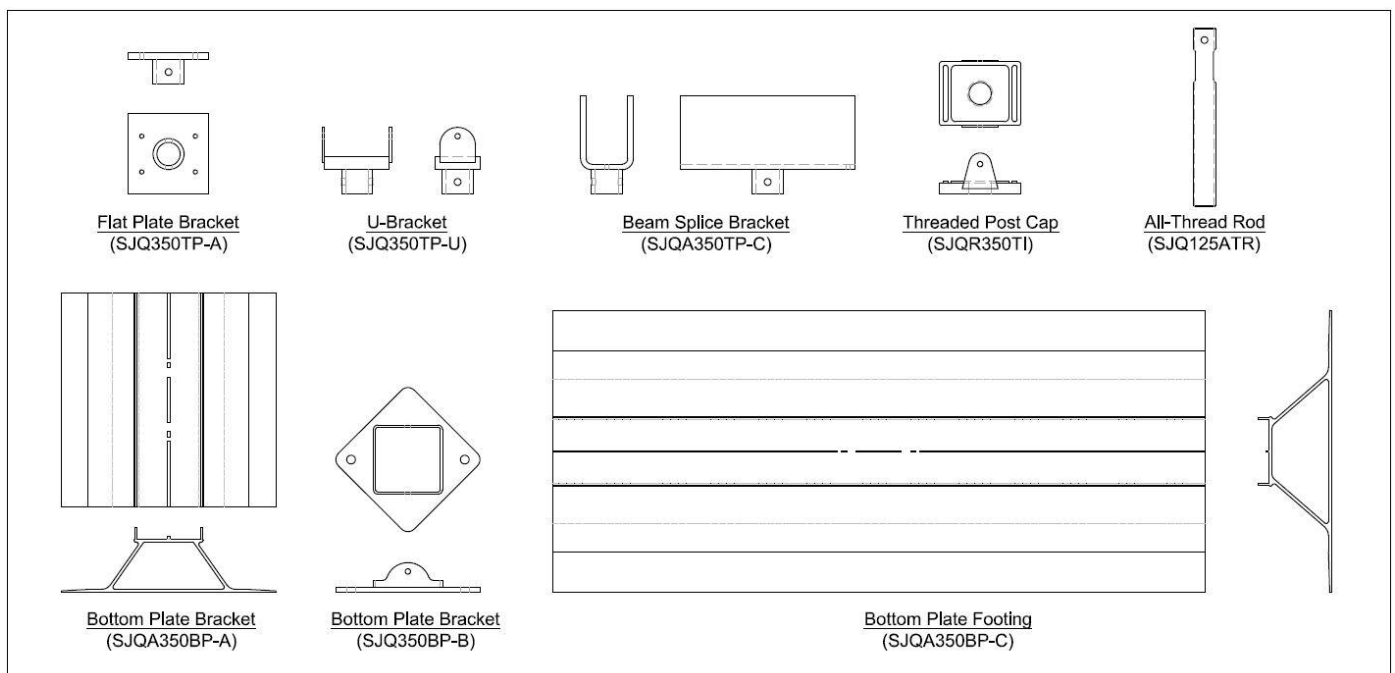 Flat Plate Bracket
(SJQ350TP-A)
U-Bracket
(SJQ350TP-U)
Beam Splice Bracket
(SJQA350TP-C)
Threaded Post Cap
(SJQR350TI)
All-Thread Rod
(SJQ125ATR)
Bottom Plate Bracket
(SJQA350BP-A)
Bottom Plate Bracket
(SJQ350BP-B)
Bottom Plate Footing
(SJQA350BP-C)